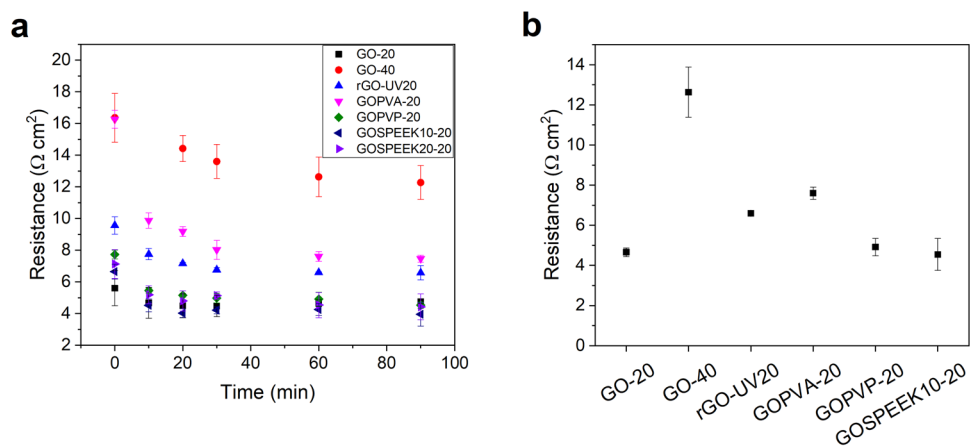 a
Resistance (Ω cm²)
18
16
14
12
10
8
6
4
2
0
20
40
60
80
100
Time (min)
GO-20
GO-40
rGO-UV20
GOPVA-20
GOPVP-20
GOSPEEK10-20
GOSPEEK20-20
b
Resistance (Ω cm²)
14
12
10
8
6
4
2
0
GO-20
GO-40
rGO-UV20
GOPVA-20
GOPVP-20
GOSPEEK10-20